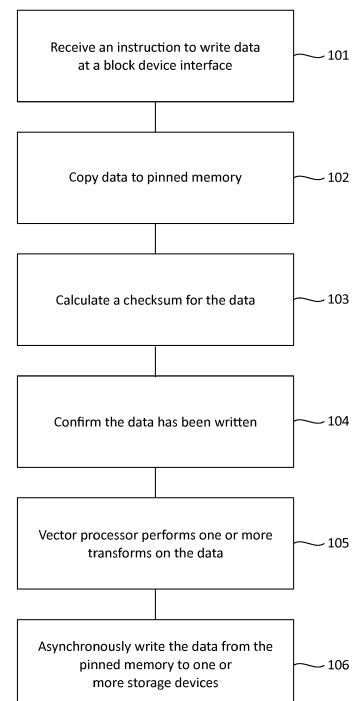 Receive an instruction to write data
at a block device interface
101
Copy data to pinned memory
102
Calculate a checksum for the data
103
Confirm the data has been written
104
Vector processor performs one or more
transforms on the data
105
Asynchronously write the data from the
pinned memory to one or
more storage devices
106